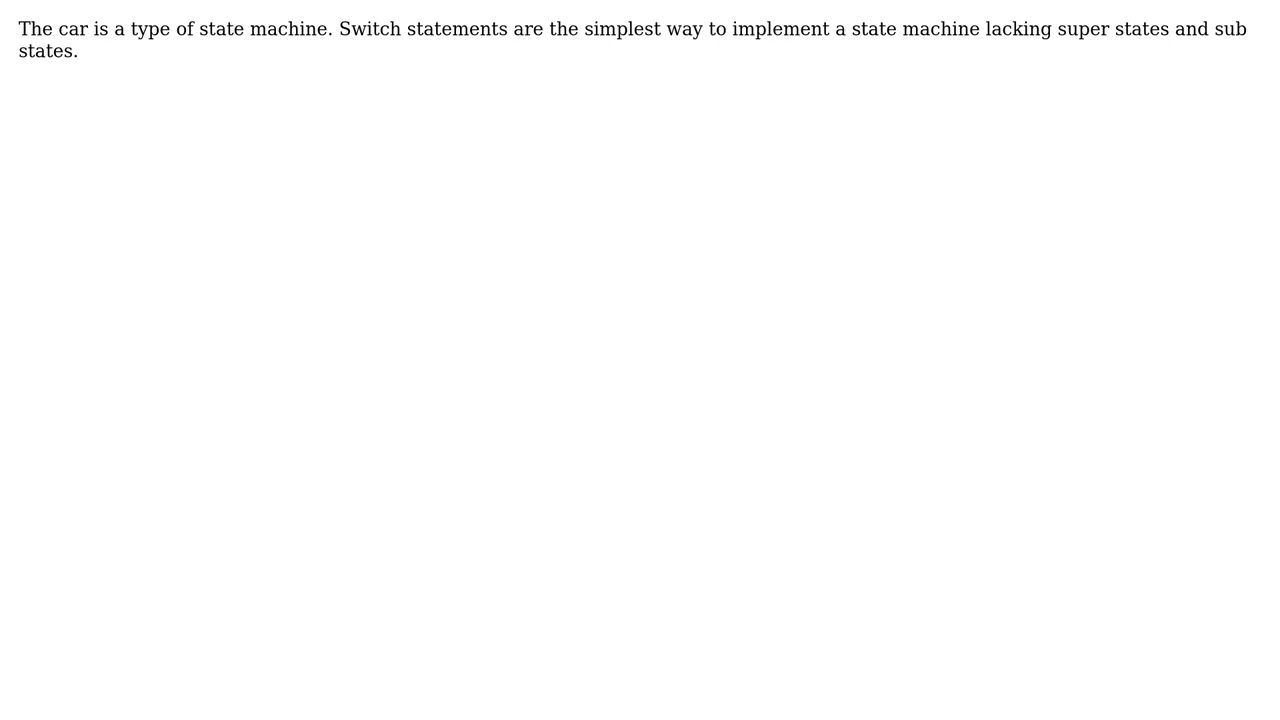 The car is a type of state machine. Switch statements are the simplest way to implement a state machine lacking super states and sub
states.